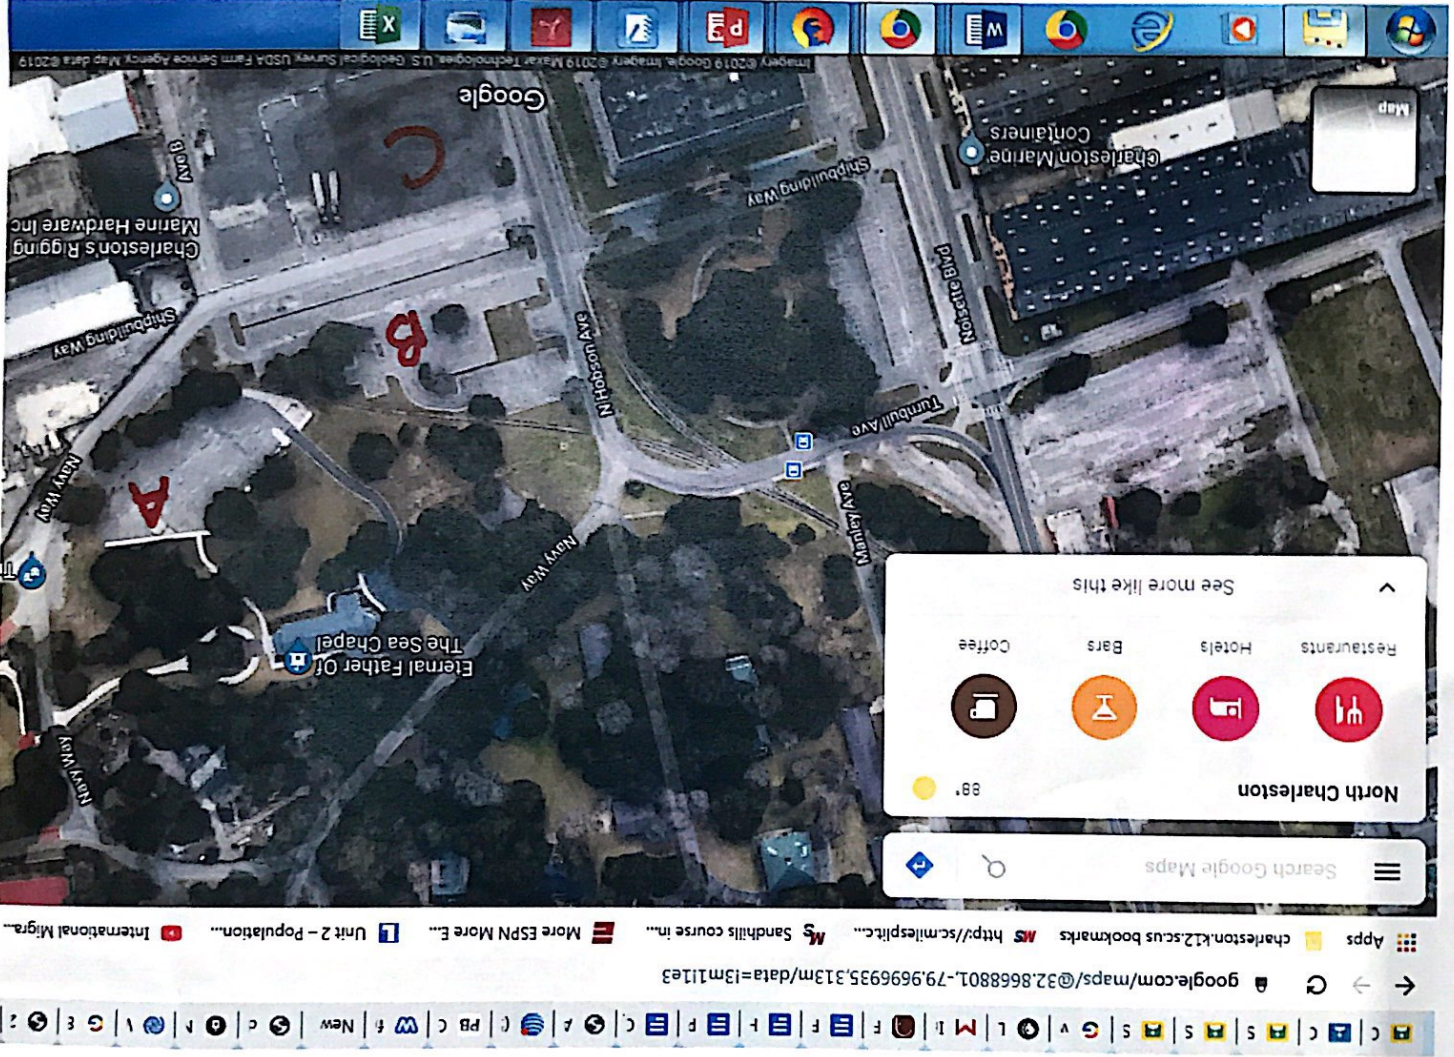 google.com/maps/@32.8668801,-79.9696935,313m/data=!3m1!1e3
Apps charleston.k12.sc.us bookmarks http://sc.milesplit.c... Sandhills course in... More ESPN More E... Unit 2 – Population... International Migra...
Search Google Maps
North Charleston 88°
Restaurants Hotels Bars Coffee
See more like this
Navy Way
Eternal Father Of
The Sea Chapel
Navy Way
Manley Ave
A
Navy Way
Turnbull Ave
N Hobson Ave
B
Shipbuilding Way
Noisette Blvd
Charleston's Rigging
Marine Hardware Inc
Shipbuilding Way
Charleston Marine
Containers
C
Ave B
Map
Google
Imagery ©2019 Google, Imagery ©2019 Maxar Technologies, U.S. Geological Survey, USDA Farm Service Agency, Map data ©2019